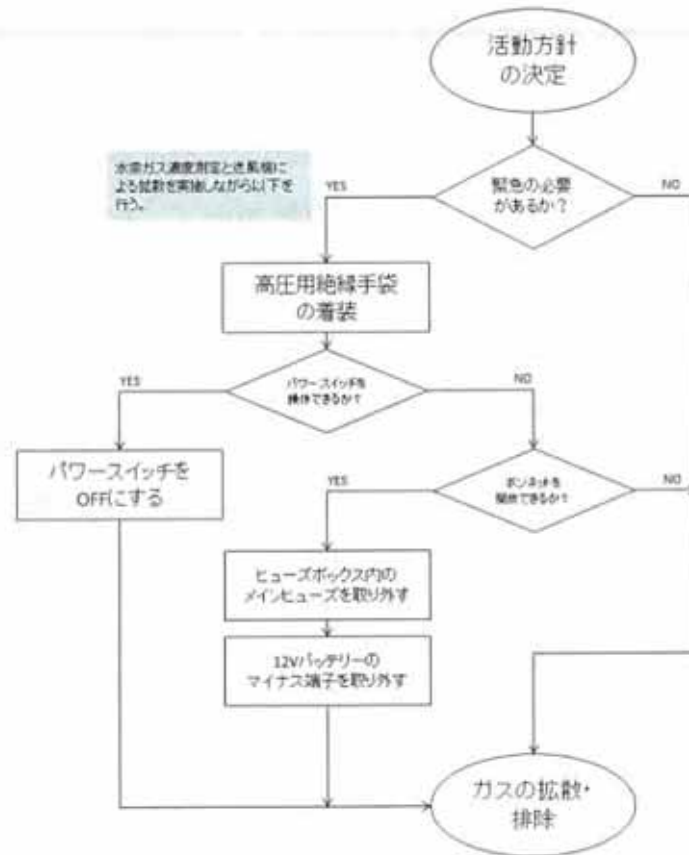 活動方針
の決定
水素ガス濃度測定と送風機に
よる拡散を実施しながら以下を
行う。
YES
緊急の必要
があるか?
NO
高圧用絶縁手袋
の着装
YES
パワースイッチを
操作できるか?
NO
パワースイッチを
OFFにする
YES
ボンネットを
開放できるか?
NO
ヒューズボックス内の
メインヒューズを取り外す
12Vバッテリーの
マイナス端子を取り外す
ガスの拡散・
排除